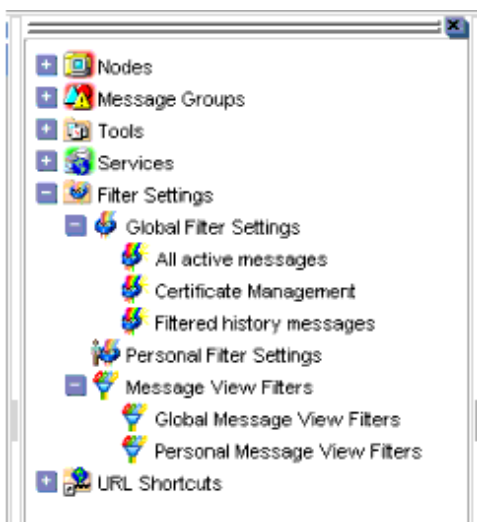 Nodes
Message Groups
Tools
Services
Filter Settings
Global Filter Settings
All active messages
Certificate Management
Filtered history messages
Personal Filter Settings
Message View Filters
Global Message View Filters
Personal Message View Filters
URL Shortcuts